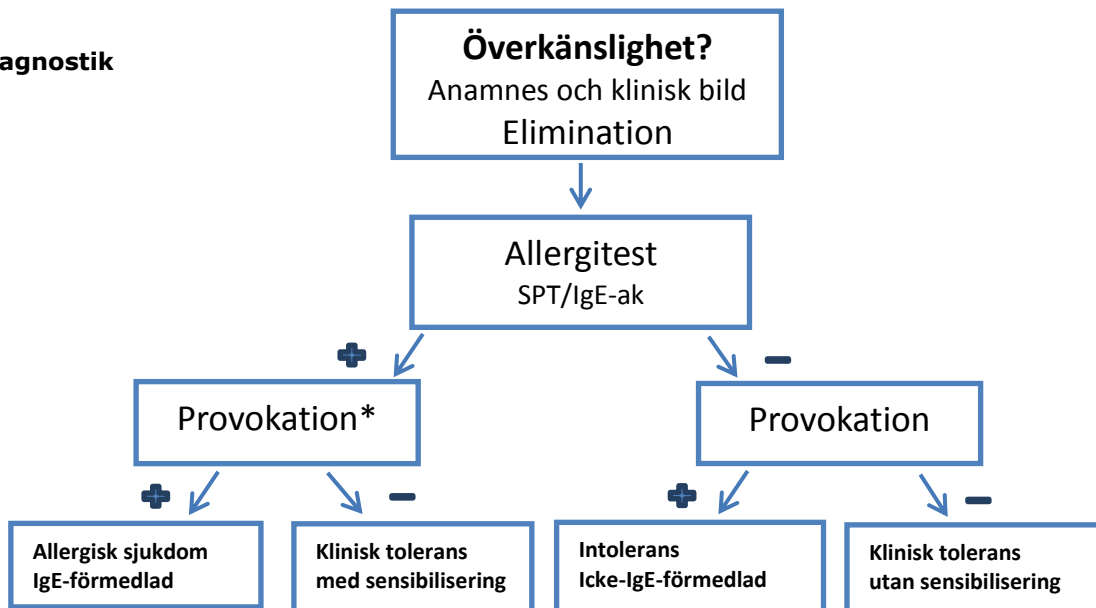 agnostik
Överkänslighet?
Anamnes och klinisk bild
Elimination
Allergitest
SPT/IgE-ak
+
–
Provokation*
Provokation
+
–
+
–
Allergisk sjukdom
IgE-förmedlad
Klinisk tolerans
med sensibilisering
Intolerans
Icke-IgE-förmedlad
Klinisk tolerans
utan sensibilisering